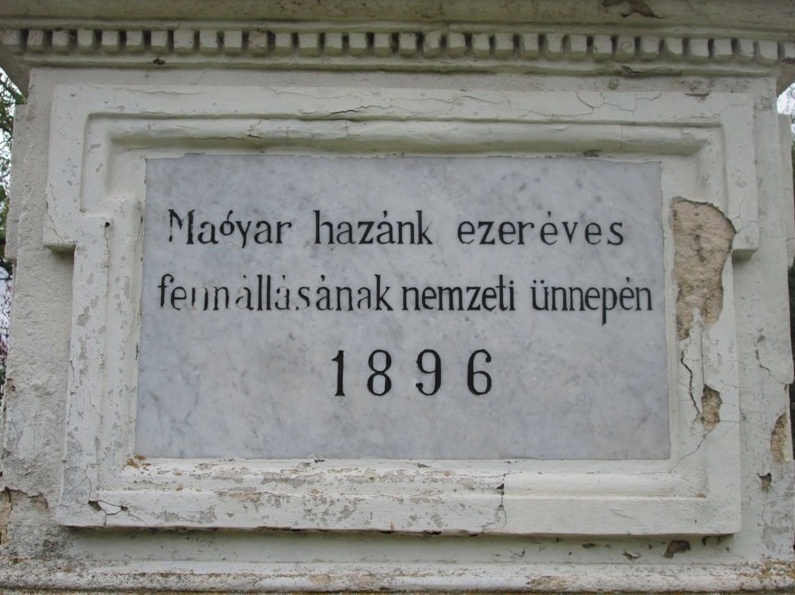 Magyar hazánk ezeréves
fennállásának nemzeti ünnepén
1896